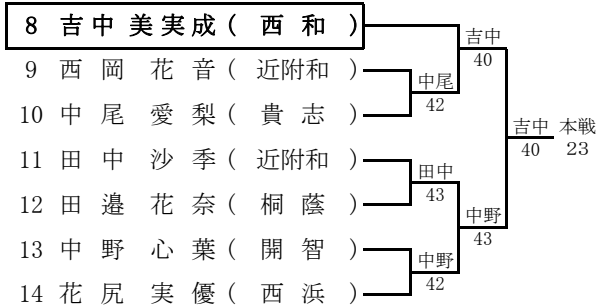 8 吉中 美実成( 西 和 )
吉中
40
9 西 岡 花 音( 近附和 )
中尾
42
10 中 尾 愛 梨( 貴 志 )
吉中 本戦
40 23
11 田 中 沙 季( 近附和 )
田中
43
12 田 邉 花 奈( 桐 蔭 )
中野
43
13 中 野 心 葉( 開 智 )
中野
42
14 花 尻 実 優( 西 浜 )